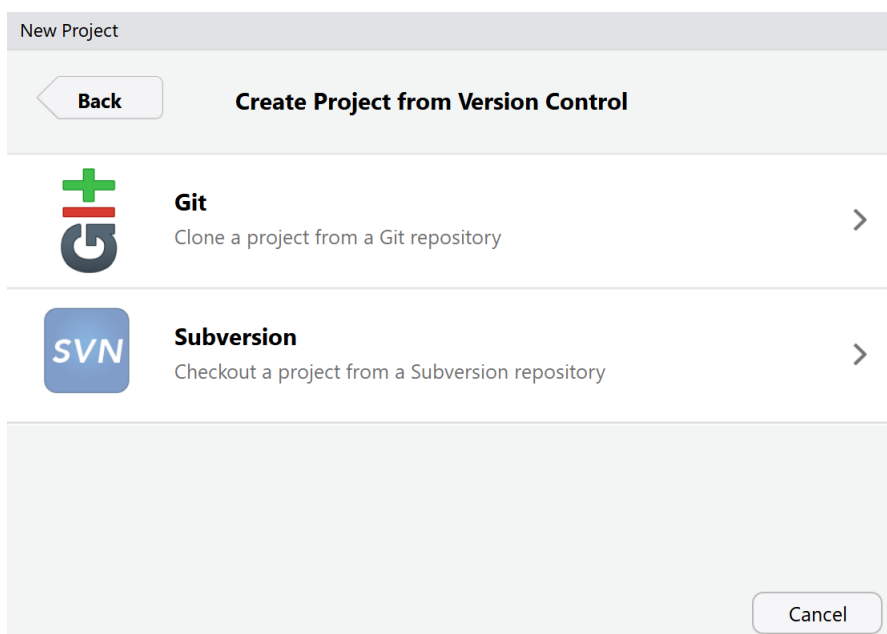 New Project
Back
Create Project from Version Control
git
Git
Clone a project from a Git repository
SVN
Subversion
Checkout a project from a Subversion repository
Cancel